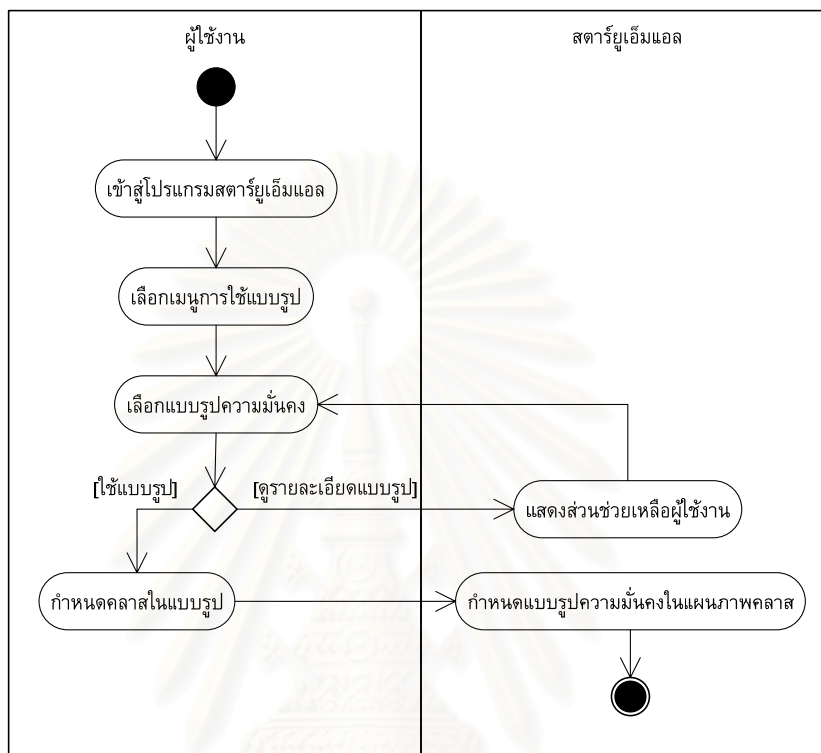 ผู้ใช้งาน
สตาร์ยูเอ็มแอล
เข้าสู่โปรแกรมสตาร์ยูเอ็มแอล
เลือกเมนูการใช้แบบรูป
เลือกแบบรูปความมั่นคง
[ใช้แบบรูป]
[ดูรายละเอียดแบบรูป]
แสดงส่วนช่วยเหลือผู้ใช้งาน
กำหนดคลาสในแบบรูป
กำหนดแบบรูปความมั่นคงในแผนภาพคลาส